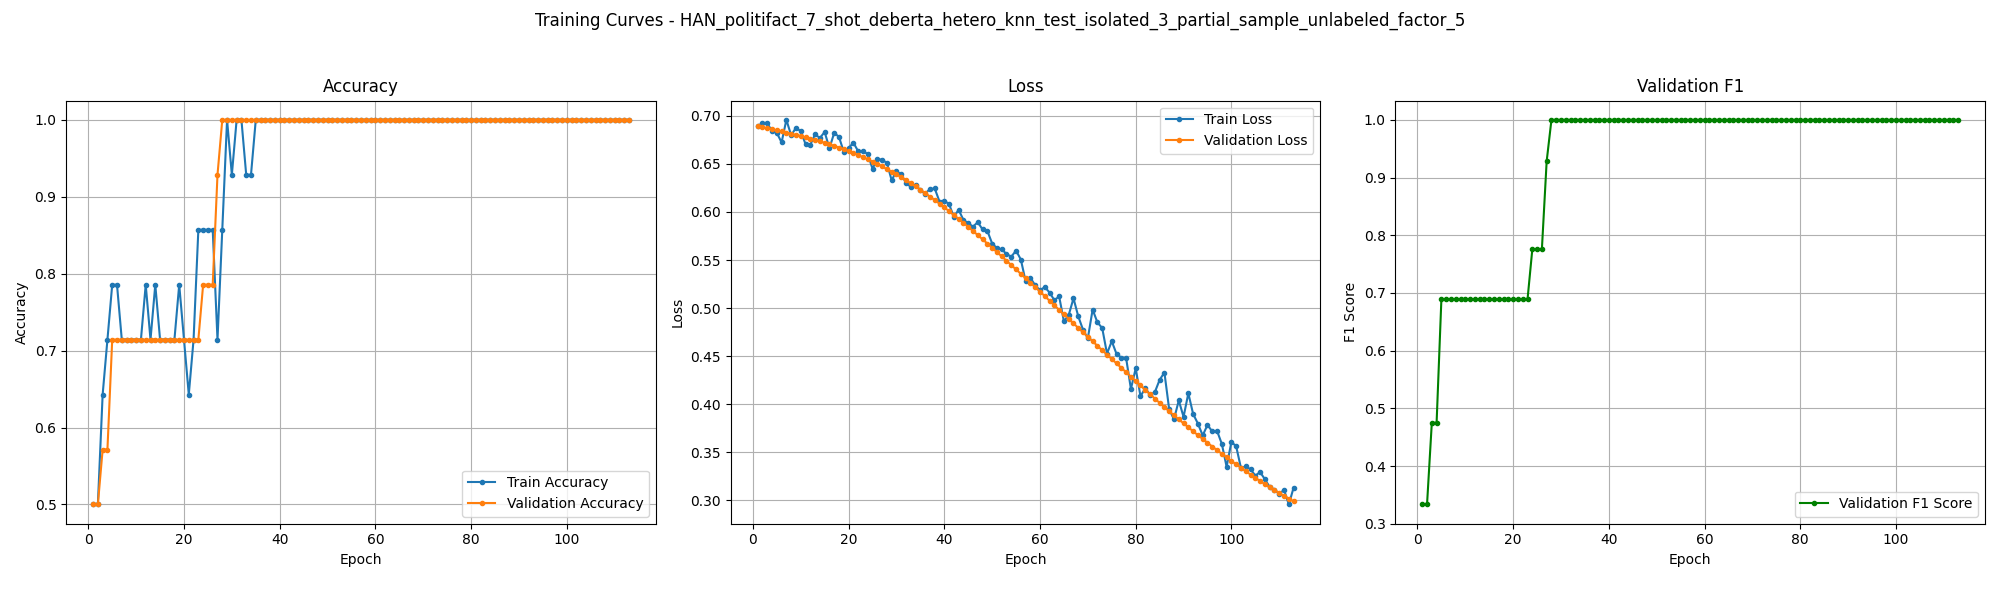 Training Curves - HAN_politifact_7_shot_deberta_hetero_knn_test_isolated_3_partial_sample_unlabeled_factor_5
Accuracy
1.0
0.9
0.8
0.7
0.6
0.5
Accuracy
0 20 40 60 80 100
Epoch
Train Accuracy
Validation Accuracy
Loss
0.70
0.65
0.60
0.55
0.50
0.45
0.40
0.35
0.30
Loss
0 20 40 60 80 100
Epoch
Train Loss
Validation Loss
Validation F1
1.0
0.9
0.8
0.7
0.6
0.5
0.4
0.3
F1 Score
0 20 40 60 80 100
Epoch
Validation F1 Score